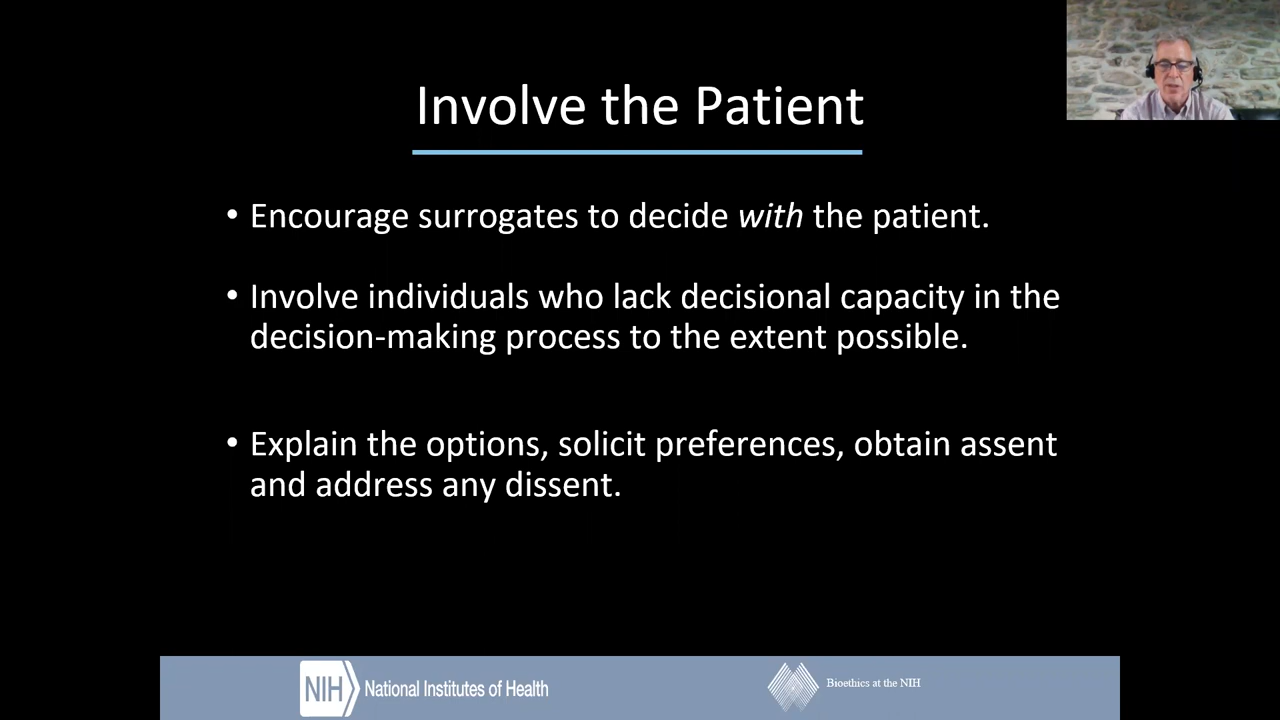 Involve the Patient
• Encourage surrogates to decide with the patient.
• Involve individuals who lack decisional capacity in the
decision-making process to the extent possible.
• Explain the options, solicit preferences, obtain assent
and address any dissent.
NIH National Institutes of Health
Bioethics at the NIH